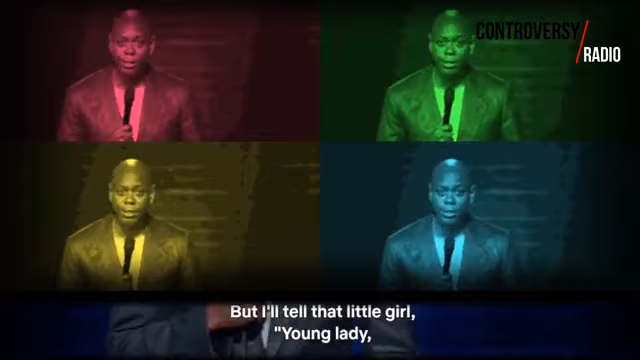 CONTROVERSY/
RADIO
But I'll tell that little girl,
"Young lady,